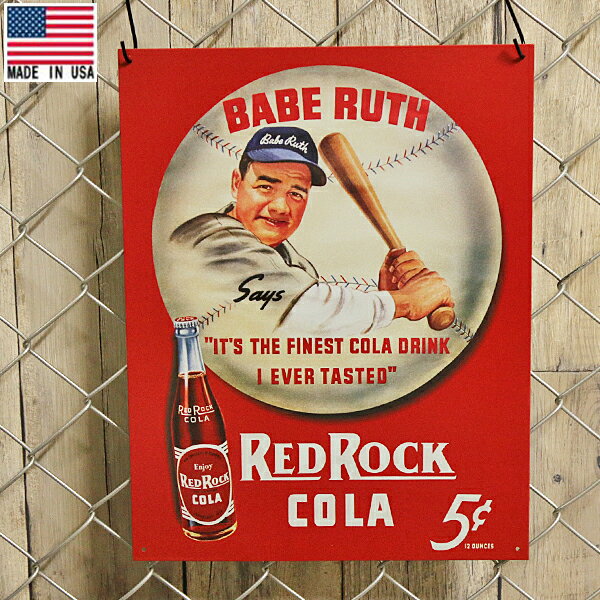 MADE IN USA
BABE RUTH
Babe Ruth
Says
"IT'S THE FINEST COLA DRINK
I EVER TASTED"
RED ROCK
COLA
Enjoy
RED ROCK
COLA
RED ROCK
COLA
5¢
12 OUNCES